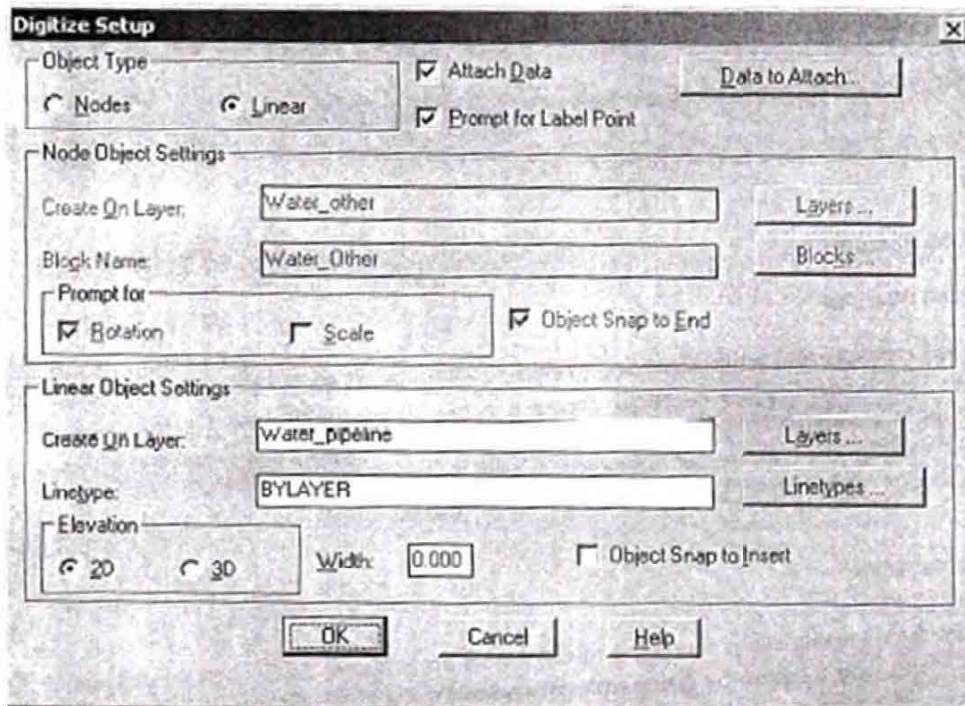 Digitize Setup
Object Type
Nodes
Linear
Attach Data
Data to Attach...
Prompt for Label Point
Node Object Settings
Create On Layer:
Water_other
Layers ...
Block Name:
Water_Other
Blocks ...
Prompt for
Rotation
Scale
Object Snap to End
Linear Object Settings
Create On Layer:
Water_pipeline
Layers ...
Linetype:
BYLAYER
Linetypes ...
Elevation
2D
3D
Width:
0.000
Object Snap to Insert
OK
Cancel
Help